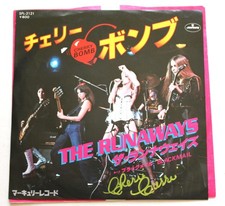 SFL-2131
チェリー
ボンブ
CHERRY
BOMB
THE RUNAWAYS
ザ・ランナウェイズ
BLACKMAIL
マーキュリーレコード